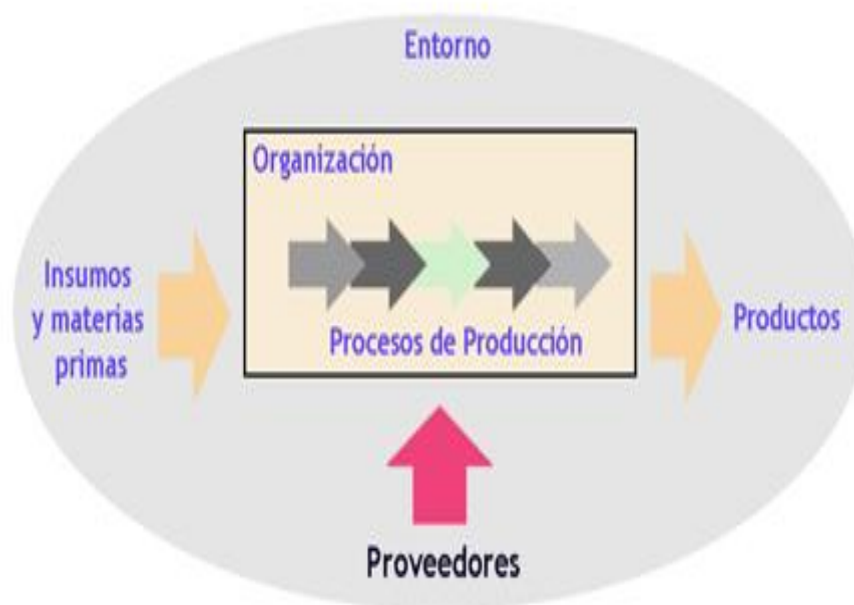 Entorno
Organización
Insumos
y materias
primas
Procesos de Producción
Productos
Proveedores